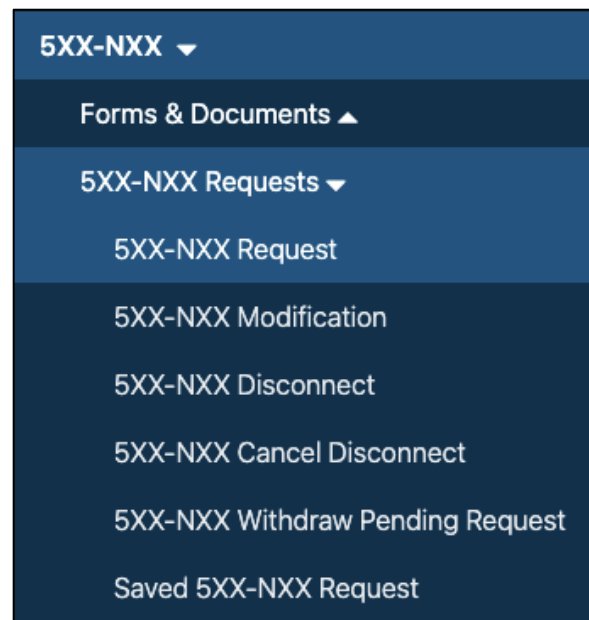 5XX-NXX
Forms & Documents
5XX-NXX Requests
5XX-NXX Request
5XX-NXX Modification
5XX-NXX Disconnect
5XX-NXX Cancel Disconnect
5XX-NXX Withdraw Pending Request
Saved 5XX-NXX Request